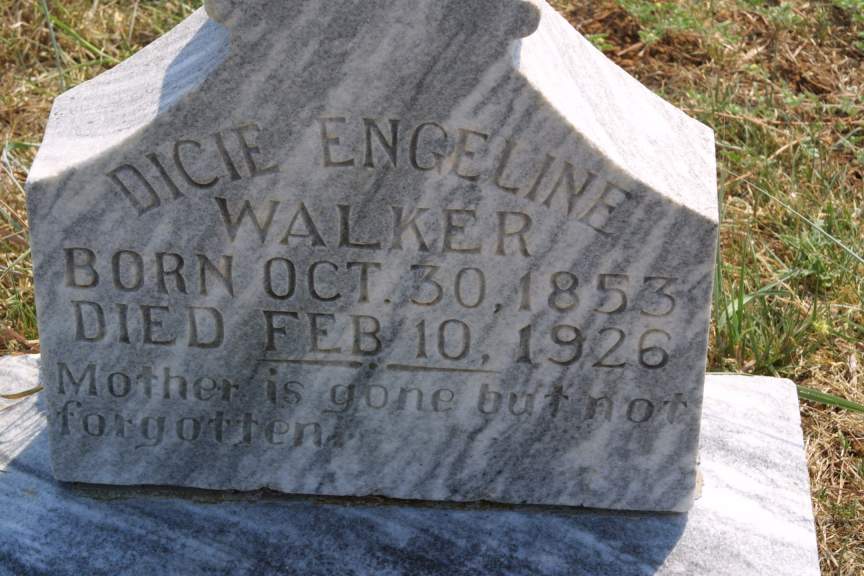 DICIE ENGELINE
WALKER
BORN OCT. 30, 1853
DIED FEB. 10, 1926
Mother is gone but not
forgotten.